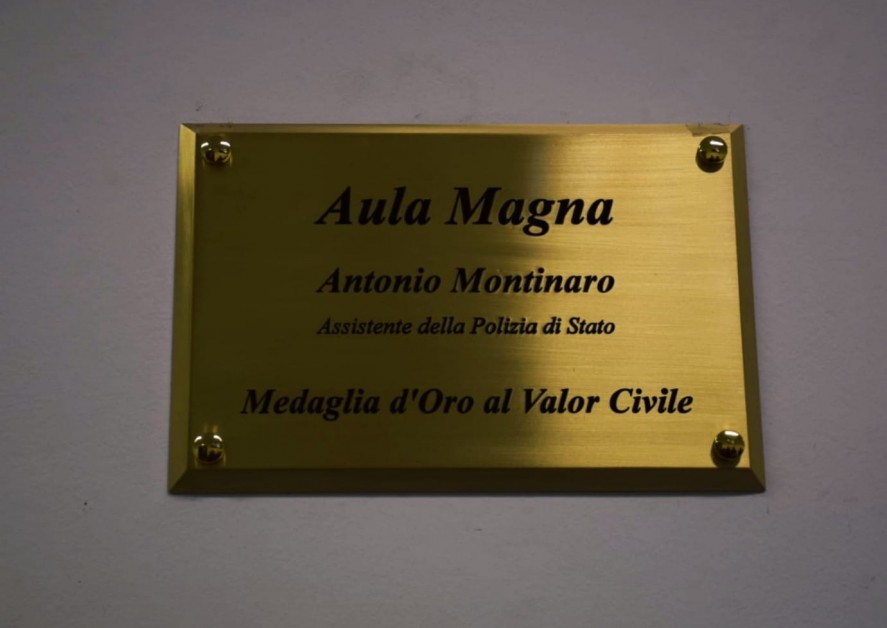 Aula Magna
Antonio Montinaro
Assistente della Polizia di Stato
Medaglia d'Oro al Valor Civile